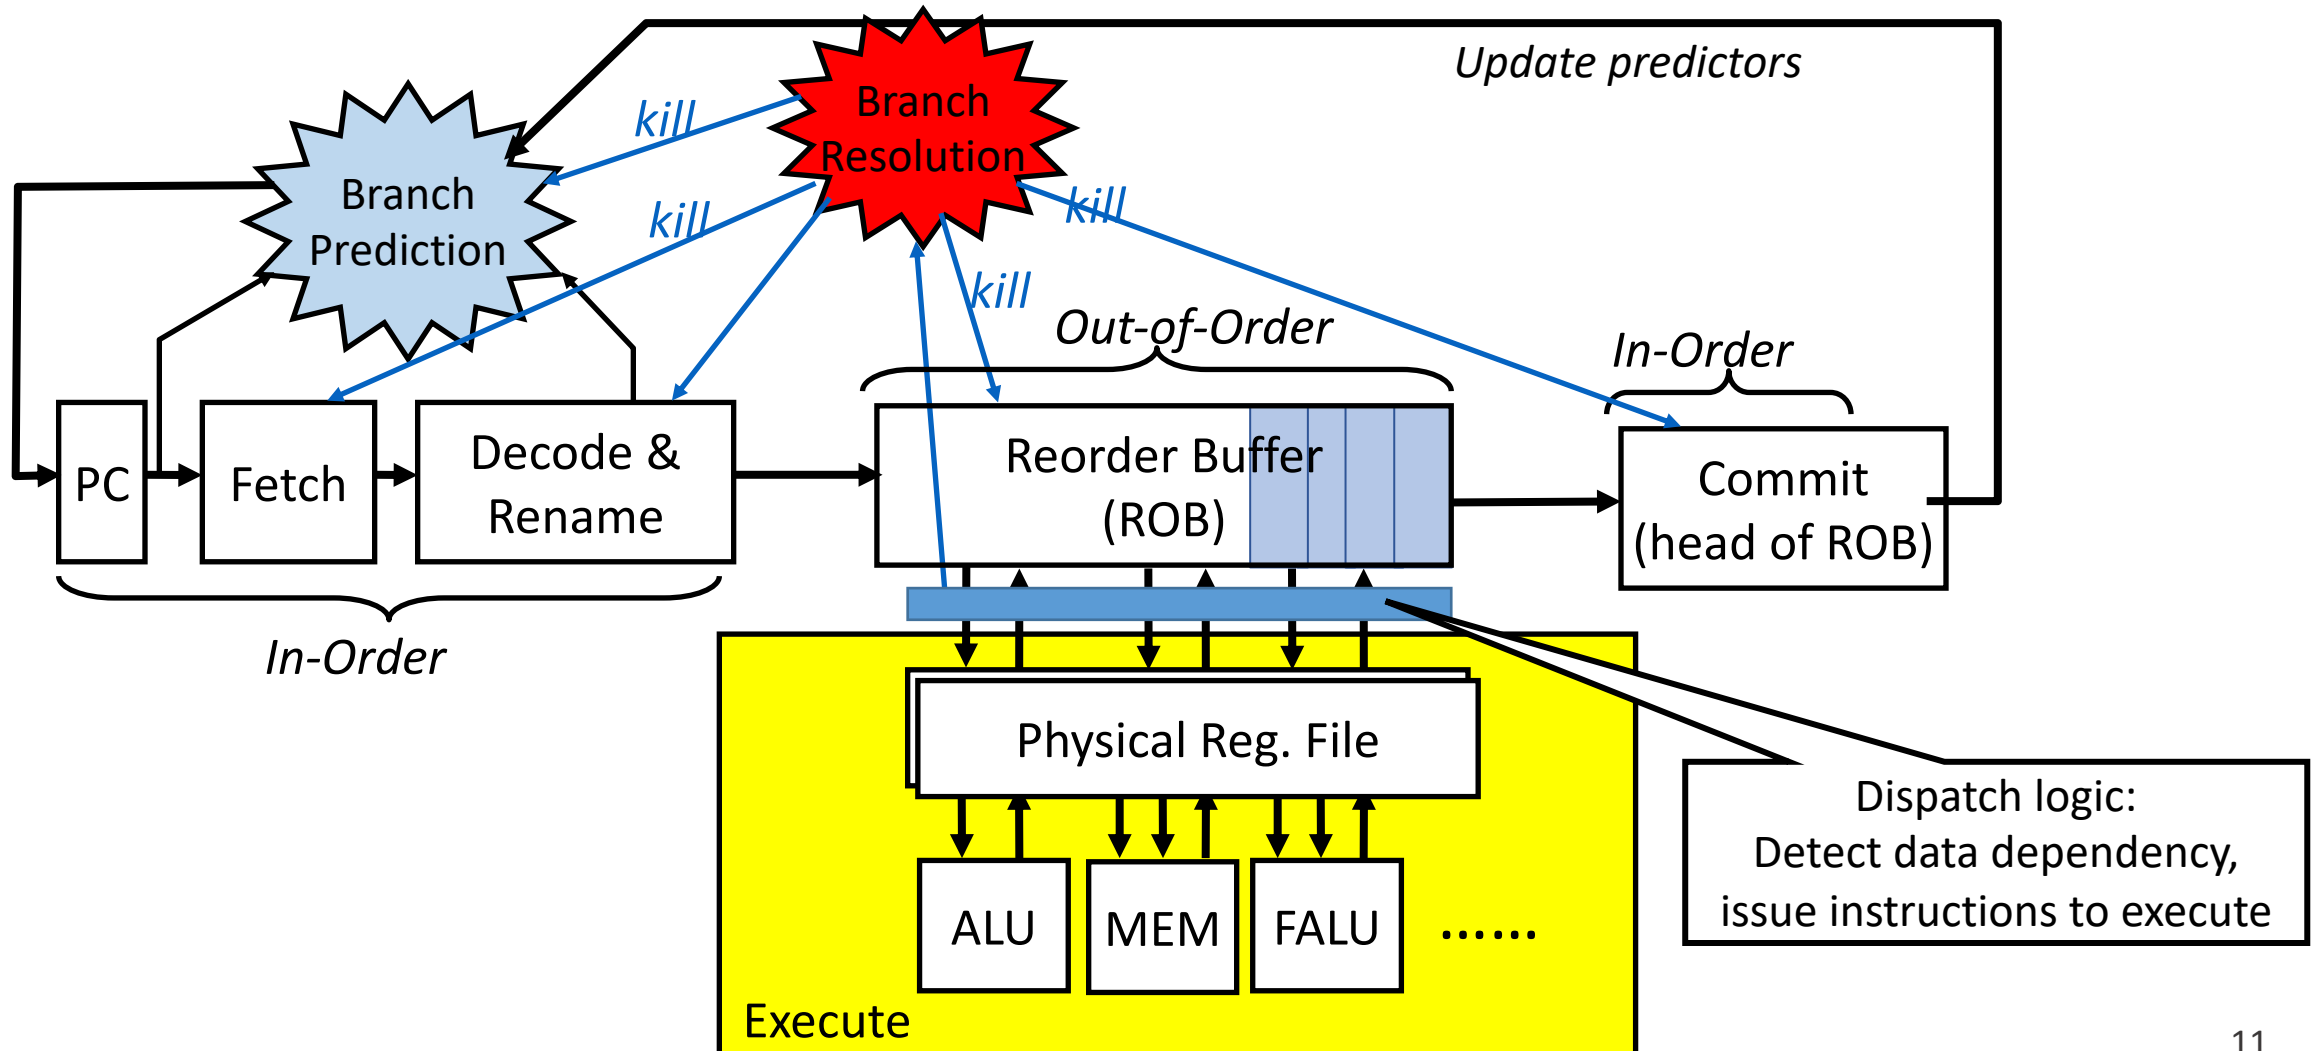 Update predictors
Branch
Resolution
kill
Branch
Prediction
kill
kill
kill
Out-of-Order
In-Order
PC
Fetch
Decode &
Rename
Reorder Buffer
(ROB)
Commit
(head of ROB)
In-Order
Physical Reg. File
Dispatch logic:
Detect data dependency,
issue instructions to execute
ALU
MEM
FALU
......
Execute
11